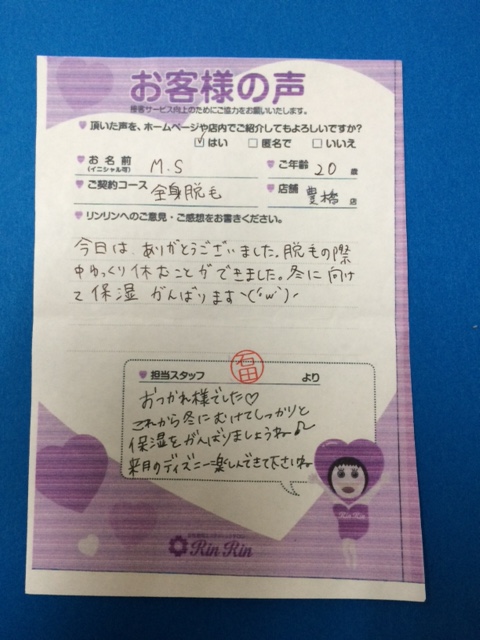 お客様の声
接客サービス向上のためにご協力をお願いいたします。
頂いた声を、ホームページや店内でご紹介してもよろしいですか?
はい 匿名で いいえ
お名前 M.S ご年齢 20 歳
(イニシャル可)
ご契約コース 全身脱毛 店舗 豊橋 店
リンリンへのご意見・ご感想をお書きください。
今日は、ありがとうございました。脱毛の際
中ゆっくり休むことができました。冬に向け
て保湿 がんばります ヽ(´ω`)ノ
担当スタッフ 石田 より
おつかれ様でした♡
これから冬にむけてしっかりと
保湿をがんばりましょうねー♪
来月のディズニー楽しんできて下さいねー
Rin Rin